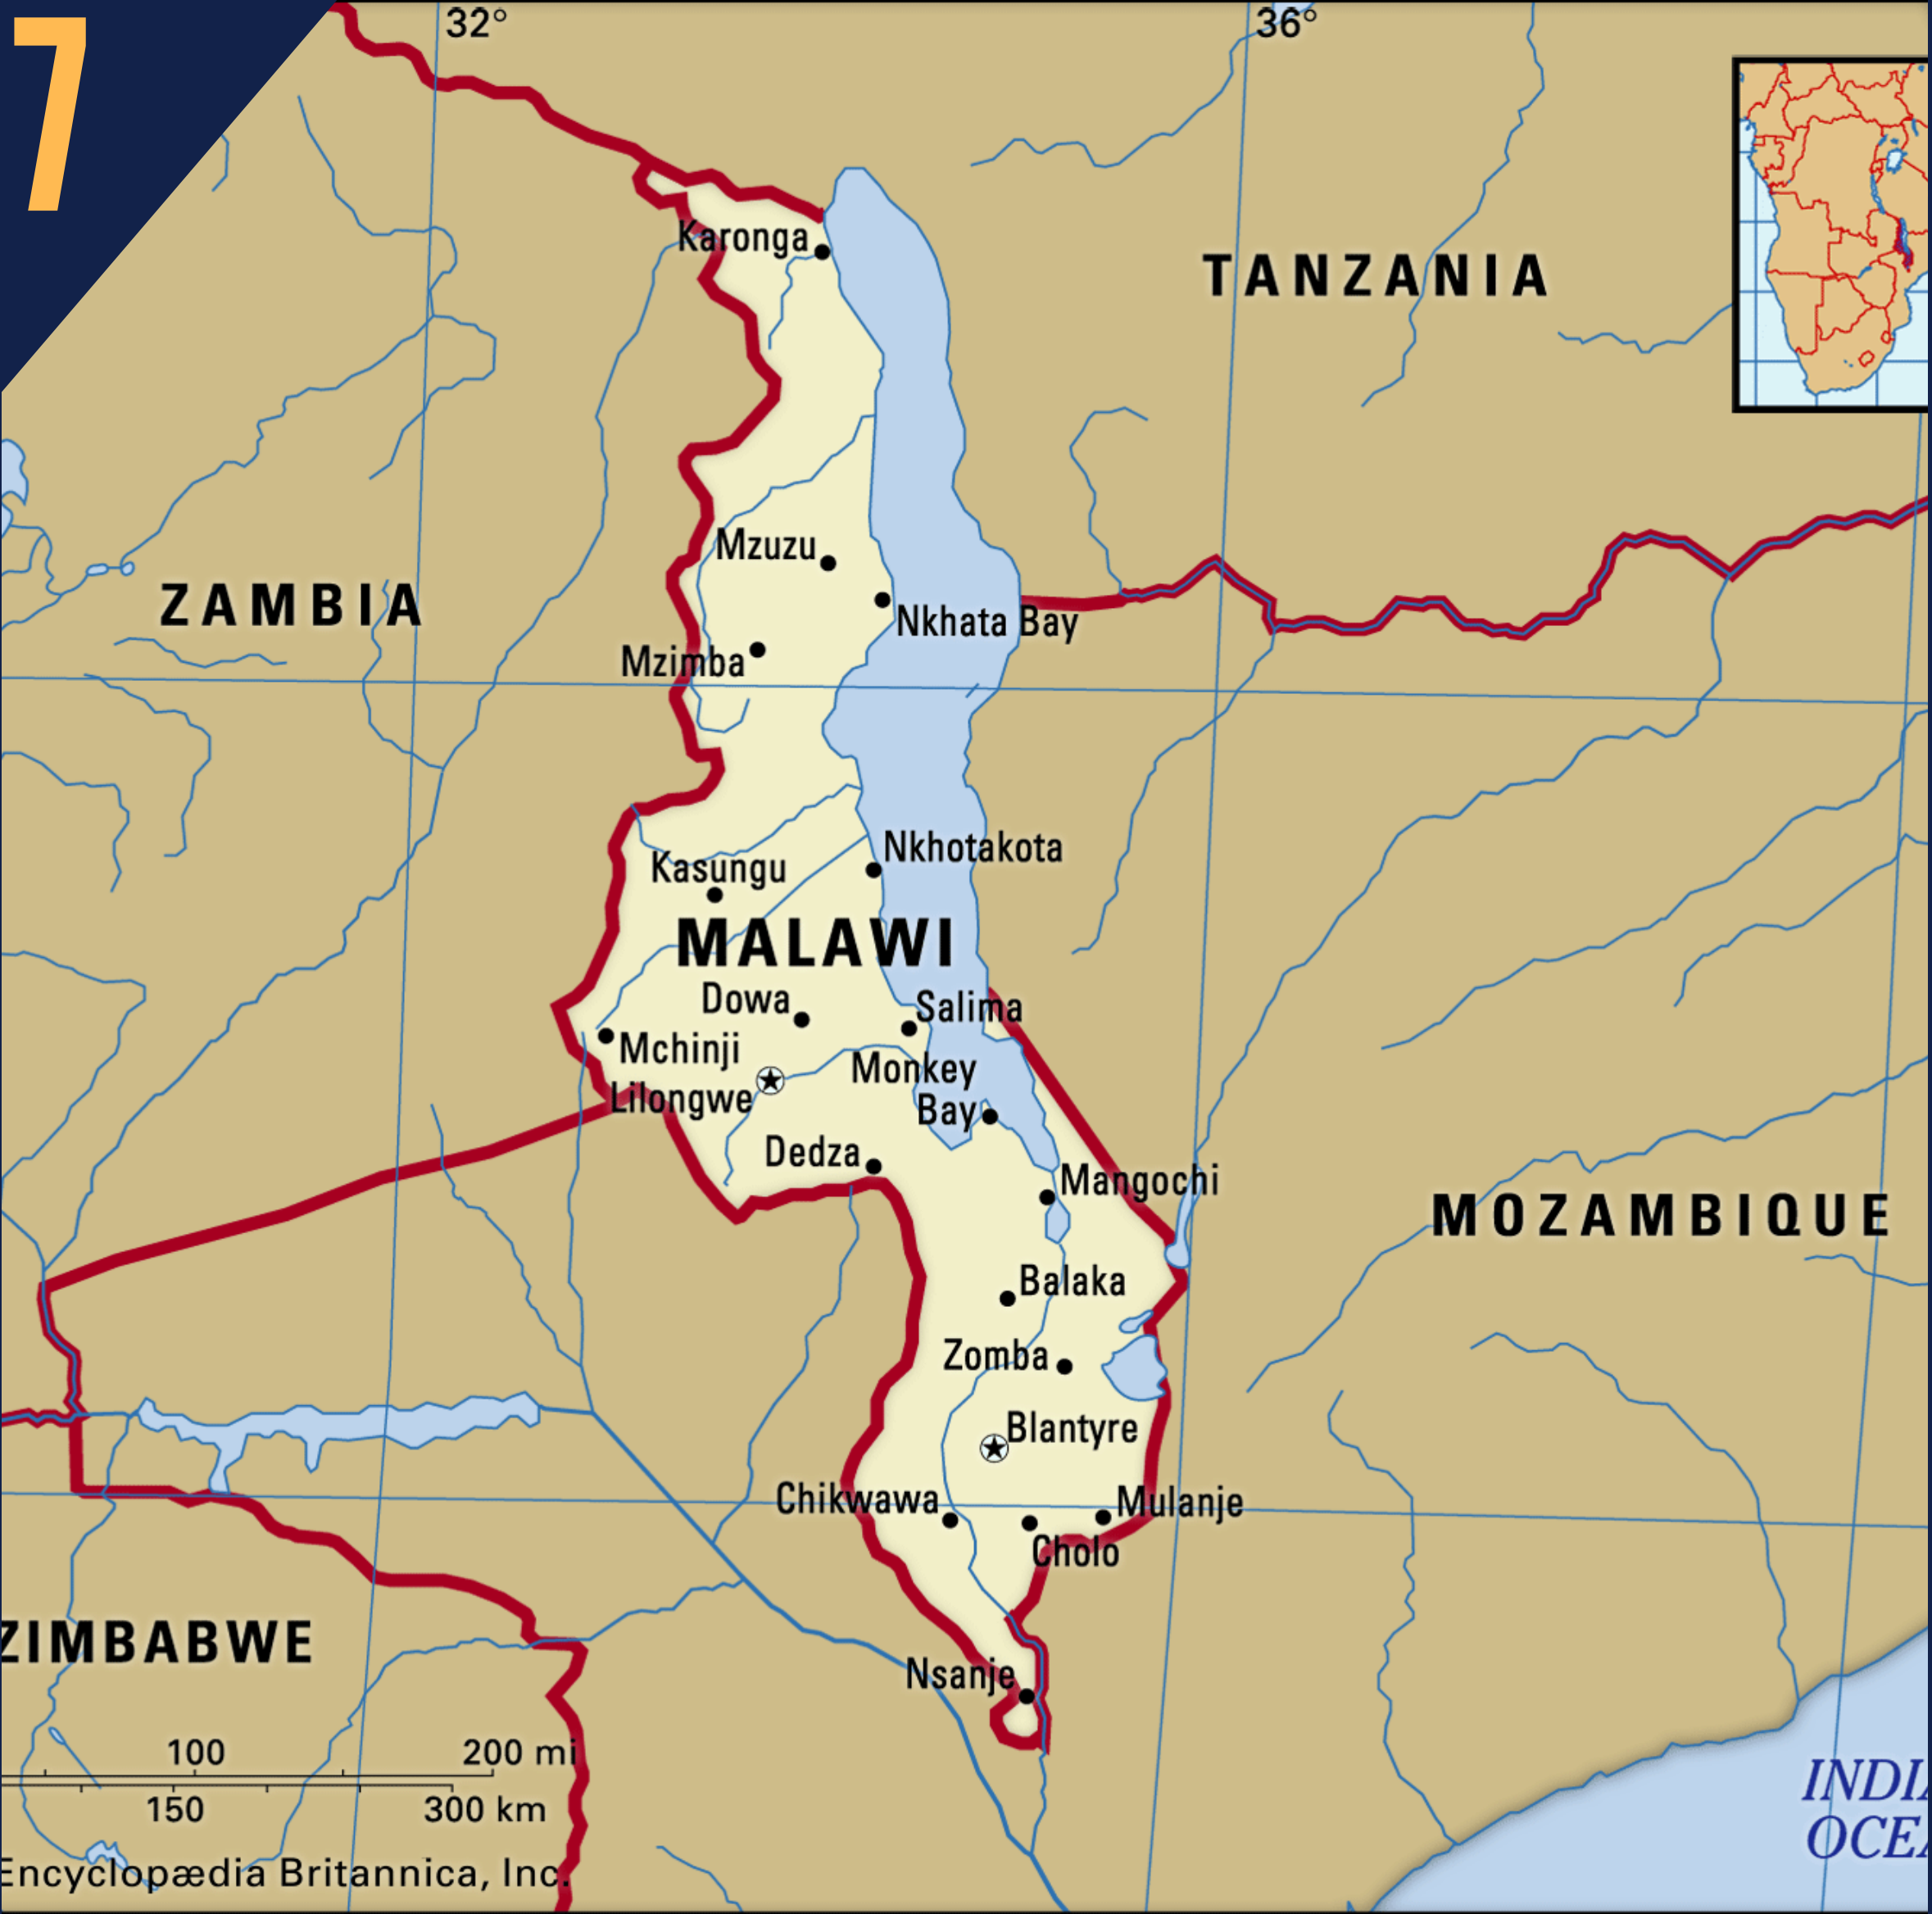 7
32°
36°
Karonga
TANZANIA
Mzuzu
ZAMBIA
Nkhata Bay
Mzimba
Nkhotakota
Kasungu
MALAWI
Dowa
Salima
Mchinji
Monkey
Bay
Lilongwe
Dedza
Mangochi
MOZAMBIQUE
Balaka
Zomba
Blantyre
Chikwawa
Mulanje
Cholo
ZIMBABWE
Nsanje
100
200 mi
150
300 km
INDIA
OCEA
Encyclopædia Britannica, Inc.